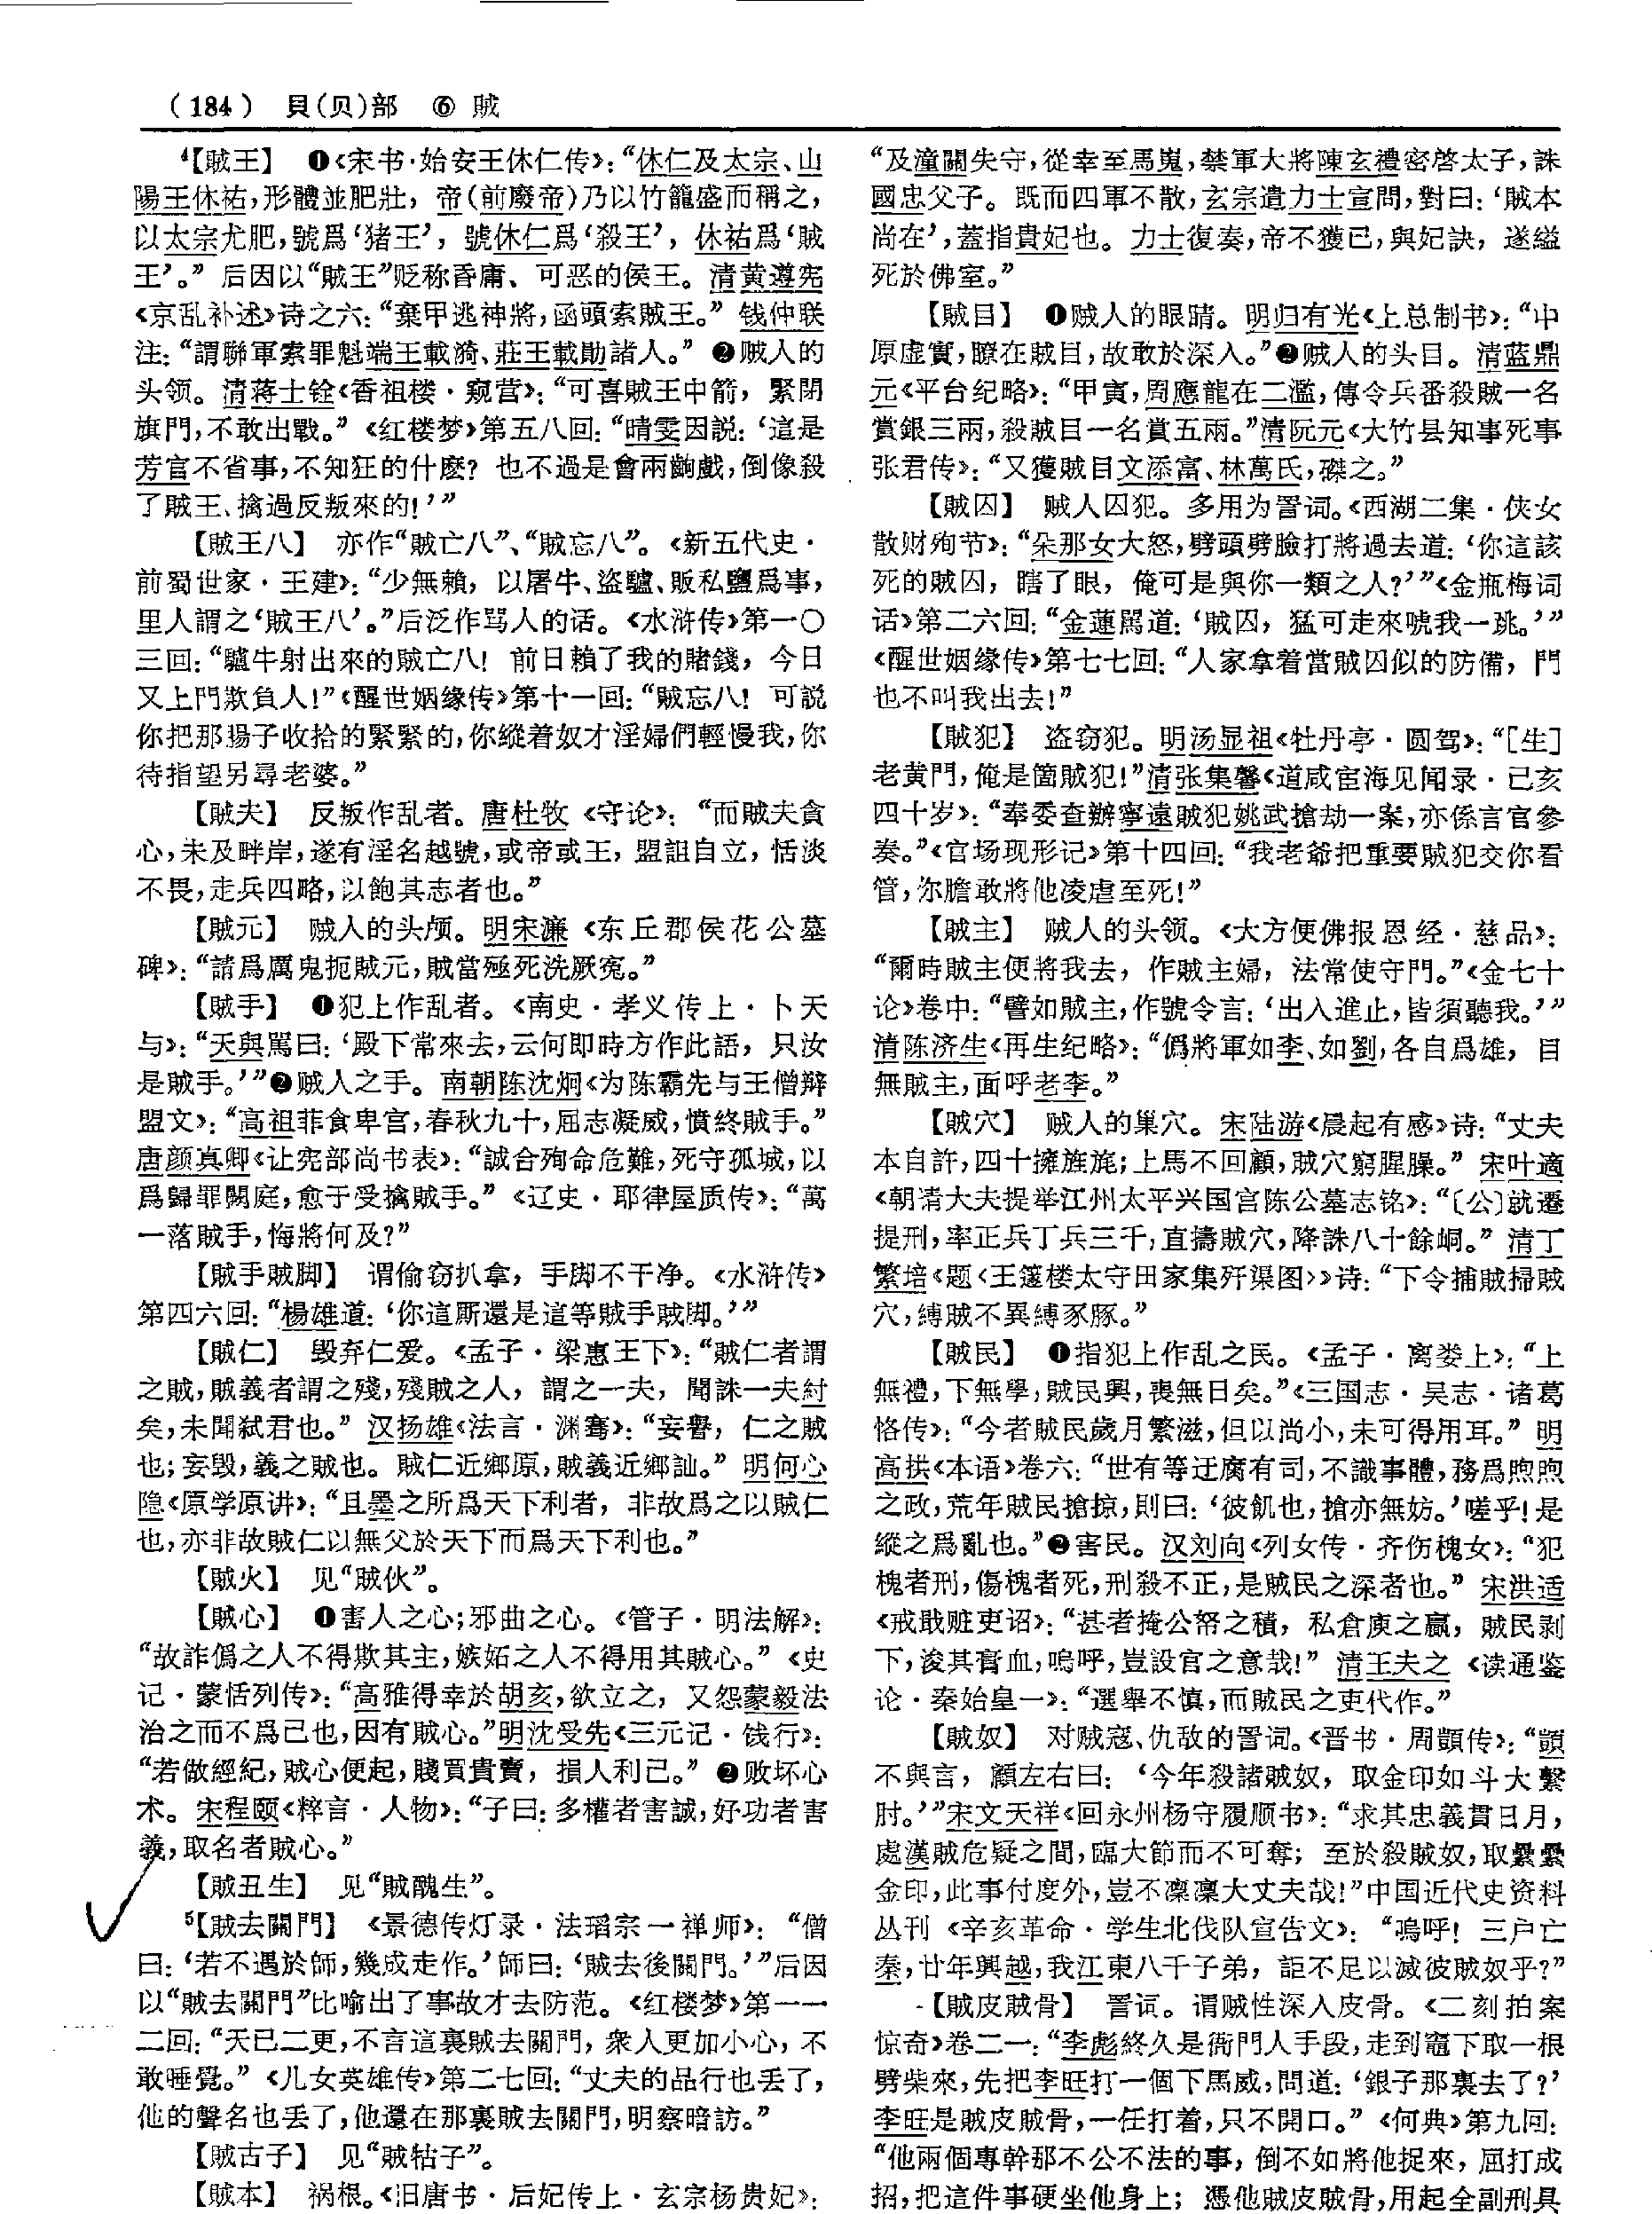 （184） 貝(贝)部 ⑥ 賊
⁴【賊王】 ❶《宋书·始安王休仁传》：“休仁及太宗、山
陽王休祐，形體並肥壯，帝(前廢帝)乃以竹籠盛而稱之，
以太宗尤肥，號爲‘猪王’，號休仁爲‘殺王’，休祐爲‘賊
王’。”后因以“賊王”贬称昏庸、可恶的侯王。清黄遵宪
《京乱补述》诗之六：“棄甲逃神將，函頭索賊王。”钱仲联
注：“謂聯軍索罪魁端王載漪、莊王載勛諸人。”❷贼人的
头领。清蒋士铨《香祖楼·窥营》：“可喜賊王中箭，緊閉
旗門，不敢出戰。”《红楼梦》第五八回：“晴雯因説：‘這是
芳官不省事，不知狂的什麽？也不過是會兩齣戲，倒像殺
了賊王、擒過反叛來的！’”
【賊王八】 亦作“賊亡八”、“賊忘八”。《新五代史·
前蜀世家·王建》：“少無賴，以屠牛、盜驢、販私鹽爲事，
里人謂之‘賊王八’。”后泛作骂人的话。《水浒传》第一〇
三回：“驢牛射出來的賊亡八！前日賴了我的賭錢，今日
又上門欺負人！”《醒世姻缘传》第十一回：“賊忘八！可説
你把那膓子收拾的緊緊的，你縱着奴才淫婦們輕慢我，你
待指望另尋老婆。”
【賊夫】 反叛作乱者。唐杜牧《守论》：“而賊夫貪
心，未及畔岸，遂有淫名越號，或帝或王，盟詛自立，恬淡
不畏，走兵四略，以飽其志者也。”
【賊元】 贼人的头颅。明宋濂《东丘郡侯花公墓
碑》：“請爲厲鬼扼賊元，賊當殛死洗厥寃。”
【賊手】 ❶犯上作乱者。《南史·孝义传上·卜天
与》：“天與駡曰：‘殿下常來去，云何即時方作此語，只汝
是賊手。’”❷贼人之手。南朝陈沈炯《为陈霸先与王僧辩
盟文》：“高祖菲食卑宫，春秋九十，屈志凝威，憤終賊手。”
唐颜真卿《让宪部尚书表》：“誠合殉命危難，死守孤城，以
爲歸罪闕庭，愈于受擒賊手。”《辽史·耶律屋质传》：“萬
一落賊手，悔將何及？”
【賊手賊脚】 谓偷窃扒拿，手脚不干净。《水浒传》
第四六回：“楊雄道：‘你這厮還是這等賊手賊脚。’”
【賊仁】 毁弃仁爱。《孟子·梁惠王下》：“賊仁者謂
之賊，賊義者謂之殘，殘賊之人，謂之一夫，聞誅一夫紂
矣，未聞弑君也。”汉扬雄《法言·渊骞》：“妄譽，仁之賊
也；妄毁，義之賊也。賊仁近鄉原，賊義近鄉訕。”明何心
隐《原学原讲》：“且墨之所爲天下利者，非故爲之以賊仁
也，亦非故賊仁以無父於天下而爲天下利也。”
【賊火】 见“賊伙”。
【賊心】 ❶害人之心；邪曲之心。《管子·明法解》：
“故詐僞之人不得欺其主，嫉妬之人不得用其賊心。”《史
记·蒙恬列传》：“高雅得幸於胡亥，欲立之，又怨蒙毅法
治之而不爲己也，因有賊心。”明沈受先《三元记·饯行》：
“若做經紀，賊心便起，賤買貴賣，損人利己。”❷败坏心
术。宋程颐《粹言·人物》：“子曰：多權者害誠，好功者害
義，取名者賊心。”
【賊丑生】 见“賊醜生”。
⁵【賊去關門】 《景德传灯录·法瑫宗一禅师》：“僧
曰：‘若不遇於師，幾成走作。’師曰：‘賊去後關門。’”后因
以“賊去關門”比喻出了事故才去防范。《红楼梦》第一一
二回：“天已二更，不言這裏賊去關門，衆人更加小心，不
敢睡覺。”《儿女英雄传》第二七回：“丈夫的品行也丢了，
他的聲名也丢了，他還在那裏賊去關門，明察暗訪。”
【賊古子】 见“賊牯子”。
【賊本】 祸根。《旧唐书·后妃传上·玄宗杨贵妃》：
“及潼關失守，從幸至馬嵬，禁軍大將陳玄禮密啓太子，誅
國忠父子。既而四軍不散，玄宗遣力士宣問，對曰：‘賊本
尚在’，蓋指貴妃也。力士復奏，帝不獲已，與妃訣，遂縊
死於佛室。”
【賊目】 ❶贼人的眼睛。明归有光《上总制书》：“中
原虚實，瞭在賊目，故敢於深入。”❷贼人的头目。清蓝鼎
元《平台纪略》：“甲寅，周應龍在二濫，傳令兵番殺賊一名
賞銀三兩，殺賊目一名賞五兩。”清阮元《大竹县知事死事
张君传》：“又獲賊目文添富、林萬氏，磔之。”
【賊囚】 贼人囚犯。多用为詈词。《西湖二集·侠女
散财殉节》：“朵那女大怒，劈頭劈臉打將過去道：‘你這該
死的賊囚，瞎了眼，俺可是與你一類之人？’”《金瓶梅词
话》第二六回：“金蓮駡道：‘賊囚，猛可走來唬我一跳。’”
《醒世姻缘传》第七七回：“人家拿着當賊囚似的防備，門
也不叫我出去！”
【賊犯】 盗窃犯。明汤显祖《牡丹亭·圆驾》：“[生]
老黄門，俺是箇賊犯！”清张集馨《道咸宦海见闻录·己亥
四十岁》：“奉委查辦寧遠賊犯姚武搶劫一案，亦係言官參
奏。”《官场现形记》第十四回：“我老爺把重要賊犯交你看
管，你膽敢將他凌虐至死！”
【賊主】 贼人的头领。《大方便佛报恩经·慈品》：
“爾時賊主便將我去，作賊主婦，法常使守門。”《金七十
论》卷中：“譬如賊主，作號令言：‘出入進止，皆須聽我。’”
清陈济生《再生纪略》：“僞將軍如李、如劉，各自爲雄，目
無賊主，面呼老李。”
【賊穴】 贼人的巢穴。宋陆游《晨起有感》诗：“丈夫
本自許，四十擁旌旄；上馬不回顧，賊穴窮腥臊。”宋叶適
《朝清大夫提举江州太平兴国宫陈公墓志铭》：“〔公〕就遷
提刑，率正兵丁兵三千，直擣賊穴，降誅八十餘峒。”清丁
繁培《题〈王篷楼太守田家集歼渠图〉》诗：“下令捕賊掃賊
穴，縛賊不異縛豕豚。”
【賊民】 ❶指犯上作乱之民。《孟子·离娄上》：“上
無禮，下無學，賊民興，喪無日矣。”《三国志·吴志·诸葛
恪传》：“今者賊民歲月繁滋，但以尚小，未可得用耳。”明
高拱《本语》卷六：“世有等迂腐有司，不識事體，務爲煦煦
之政，荒年賊民搶掠，則曰：‘彼飢也，搶亦無妨。’嗟乎！是
縱之爲亂也。”❷害民。汉刘向《列女传·齐伤槐女》：“犯
槐者刑，傷槐者死，刑殺不正，是賊民之深者也。”宋洪适
《戒戢赃吏诏》：“甚者掩公帑之積，私倉庾之贏，賊民剥
下，浚其膏血，嗚呼，豈設官之意哉！”清王夫之《读通鉴
论·秦始皇一》：“選舉不慎，而賊民之吏代作。”
【賊奴】 对贼寇、仇敌的詈词。《晋书·周顗传》：“顗
不與言，顧左右曰：‘今年殺諸賊奴，取金印如斗大繫
肘。’”宋文天祥《回永州杨守履顺书》：“求其忠義貫日月，
處漢賊危疑之間，臨大節而不可奪；至於殺賊奴，取纍纍
金印，此事付度外，豈不凛凛大丈夫哉！”中国近代史资料
丛刊《辛亥革命·学生北伐队宣告文》：“嗚呼！三户亡
秦，廿年興越，我江東八千子弟，詎不足以滅彼賊奴乎？”
【賊皮賊骨】 詈词。谓贼性深入皮骨。《二刻拍案
惊奇》卷二一：“李彪終久是衙門人手段，走到竈下取一根
劈柴來，先把李旺打一個下馬威，問道：‘銀子那裏去了？’
李旺是賊皮賊骨，一任打着，只不開口。”《何典》第九回：
“他兩個專幹那不公不法的事，倒不如將他捉來，屈打成
招，把這件事硬坐他身上；憑他賊皮賊骨，用起全副刑具